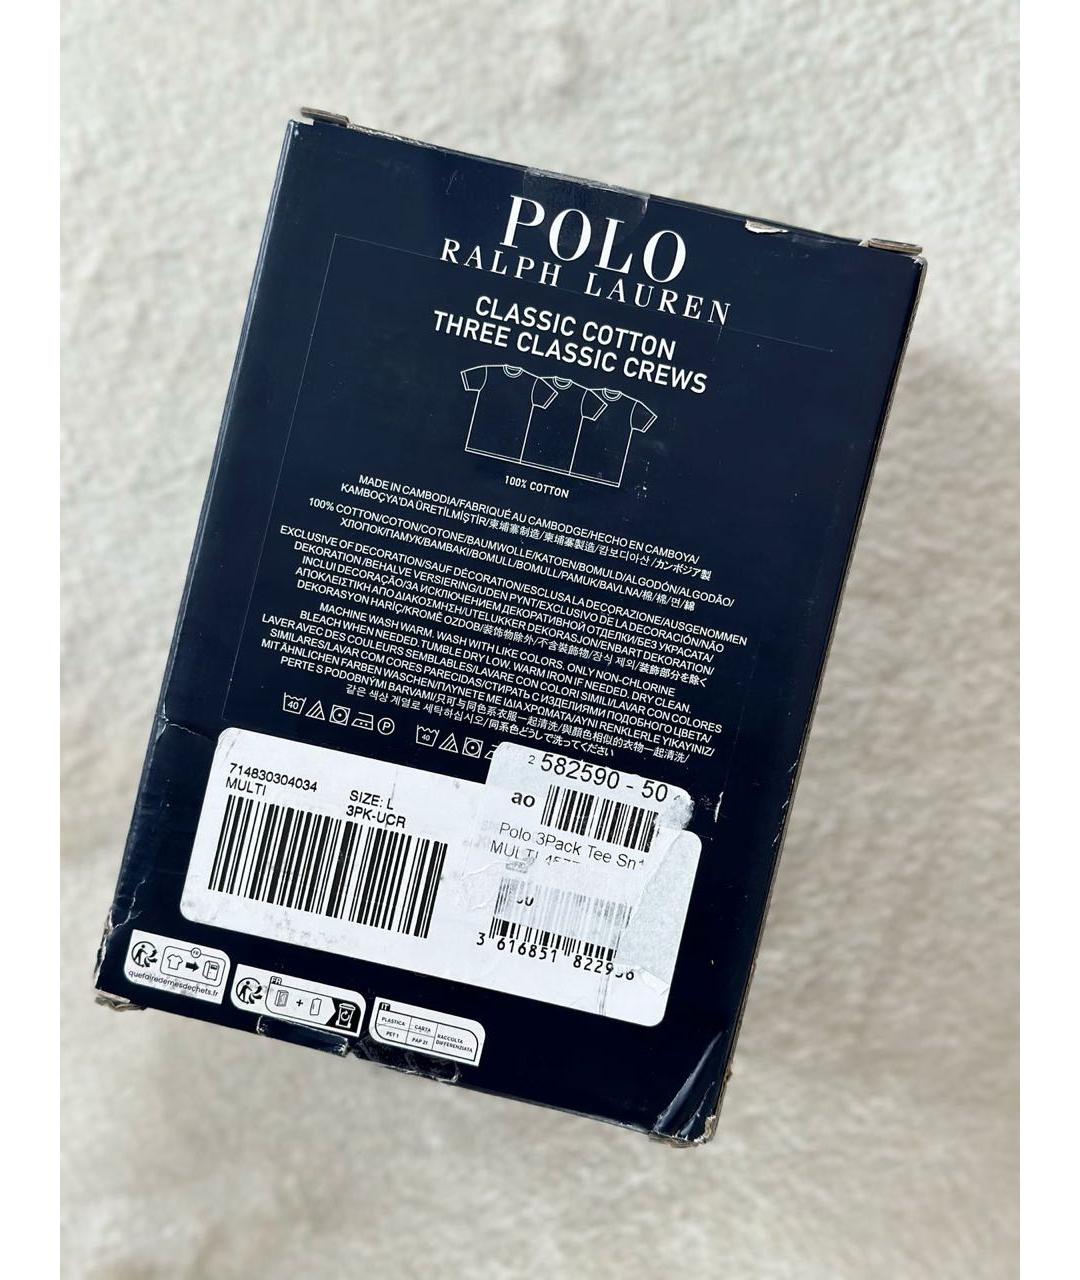 POLO
RALPH LAUREN
CLASSIC COTTON
THREE CLASSIC CREWS
100% COTTON
MADE IN CAMBODIA/FABRIQUÉ AU CAMBODGE/HECHO EN CAMBOYA/
KAMBOÇYA'DA ÜRETİLMİŞTİR/柬埔寨制造/柬埔寨製造/캄보디아산 /カンボジア製
100% COTTON/COTON/COTONE/BAUMWOLLE/KATOEN/BOMULD/ALGODÓN/ALGODÃO/
ХЛОПОК/ПАМУК/ΒΑΜΒΑΚΙ/BOMULL/BOMULL/PAMUK/BAVLNA/棉/棉/면/綿
EXCLUSIVE OF DECORATION/SAUF DÉCORATION/ESCLUSA LA DECORAZIONE/AUSGENOMMEN
DEKORATION/BEHALVE VERSIERING/UDEN PYNT/EXCLUSIVO DE LA DECORACIÓN/NÃO
INCLUI DECORAÇÃO/ЗА ИСКЛЮЧЕНИЕМ ДЕКОРАТИВНОЙ ОТДЕЛКИ/БЕЗ УКРАСАТА/
ΑΠΟΚΛΕΙΣΤΙΚΗ ΑΠΟ ΔΙΑΚΟΣΜΗΣΗ/UTELUKKER DEKORASJON/ENBART DEKORATION/
DEKORASYON HARİÇ/KROMĚ OZDOB/装饰物除外/不含裝飾物/장식 제외/装飾部分を除く
MACHINE WASH WARM. WASH WITH LIKE COLORS. ONLY NON-CHLORINE
BLEACH WHEN NEEDED. TUMBLE DRY LOW. WARM IRON IF NEEDED. DRY CLEAN.
LAVER AVEC DES COULEURS SEMBLABLES/LAVARE CON COLORI SIMILI/LAVAR CON COLORES
SIMILARES/LAVAR COM CORES PARECIDAS/СТИРАТЬ С ИЗДЕЛИЯМИ ПОДОБНОГО ЦВЕТА/
MIT ÄHNLICHEN FARBEN WASCHEN/ΠΛΥΝΕΤΕ ΜΕ ΙΔΙΑ ΧΡΩΜΑΤΑ/AYNI RENKLERLE YIKAYINIZ/
PERTE S PODOBNÝMI BARVAMI/只可与同色系衣服一起清洗/與顏色相似的衣物一起清洗/
같은 색상 계열로 세탁하십시오/同系色どうしで洗ってください
40 P 40
2 582590 - 50
714830304034
MULTI
SIZE: L
3PK-UCR
ao
Polo 3Pack Tee Sn
MULTI
3 616851 822936
quefairedemesdechets.fr
FR
FR
IT
PLASTICA CARTA RACCOLTA
PET 1 PAP 21 DIFFERENZIATA